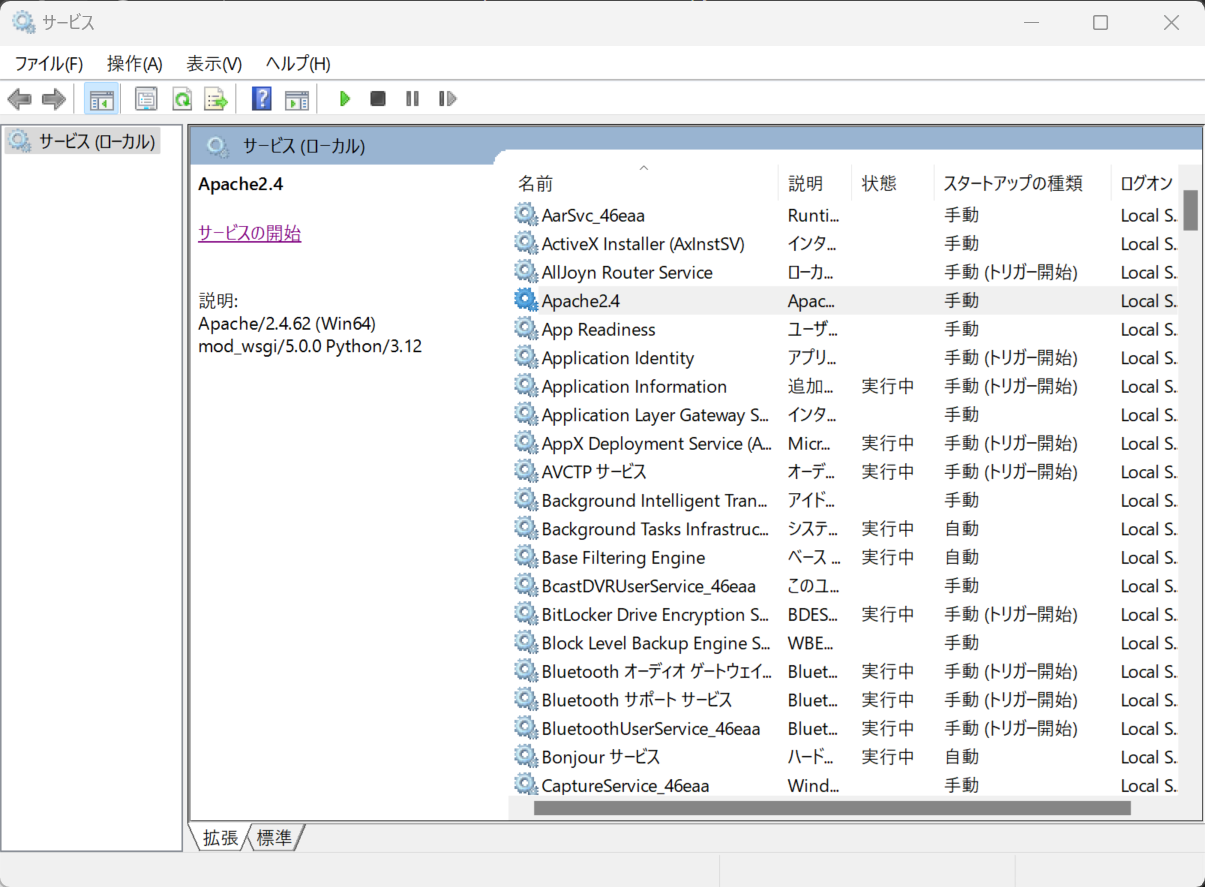 サービス
ファイル(F) 操作(A) 表示(V) ヘルプ(H)
サービス (ローカル)
サービス (ローカル)
Apache2.4
サービスの開始
説明:
Apache/2.4.62 (Win64)
mod_wsgi/5.0.0 Python/3.12
名前 説明 状態 スタートアップの種類 ログオン
AarSvc_46eaa Runti... 手動 Local S..
ActiveX Installer (AxInstSV) インタ... 手動 Local S..
AllJoyn Router Service ローカ... 手動 (トリガー開始) Local S..
Apache2.4 Apac... 手動 Local S..
App Readiness ユーザ... 手動 Local S..
Application Identity アプリ... 手動 (トリガー開始) Local S..
Application Information 追加... 実行中 手動 (トリガー開始) Local S..
Application Layer Gateway S... インタ... 手動 Local S..
AppX Deployment Service (A... Micr... 実行中 手動 (トリガー開始) Local S..
AVCTP サービス オーデ... 実行中 手動 (トリガー開始) Local S..
Background Intelligent Tran... アイド... 手動 Local S..
Background Tasks Infrastruc... システ... 実行中 自動 Local S..
Base Filtering Engine ベース ... 実行中 自動 Local S..
BcastDVRUserService_46eaa このユ... 手動 Local S..
BitLocker Drive Encryption S... BDES... 実行中 手動 (トリガー開始) Local S..
Block Level Backup Engine S... WBE... 手動 Local S..
Bluetooth オーディオ ゲートウェイ... Bluet... 実行中 手動 (トリガー開始) Local S..
Bluetooth サポート サービス Bluet... 実行中 手動 (トリガー開始) Local S..
BluetoothUserService_46eaa Bluet... 実行中 手動 (トリガー開始) Local S..
Bonjour サービス ハード... 実行中 自動 Local S..
CaptureService_46eaa Wind... 手動 Local S..
拡張 標準